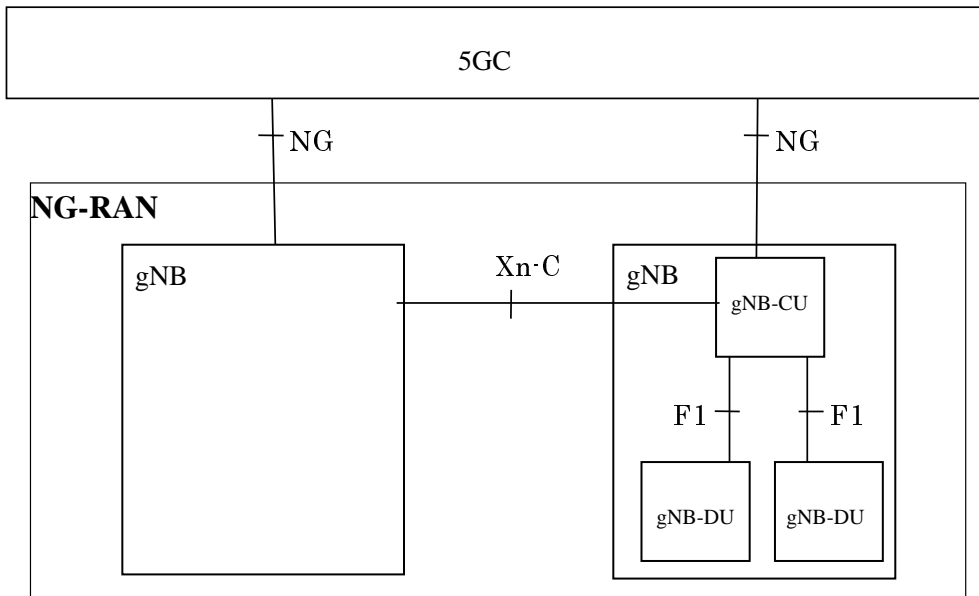 5GC
NG
NG
NG-RAN
gNB
Xn-C
gNB
gNB-CU
F1
F1
gNB-DU
gNB-DU